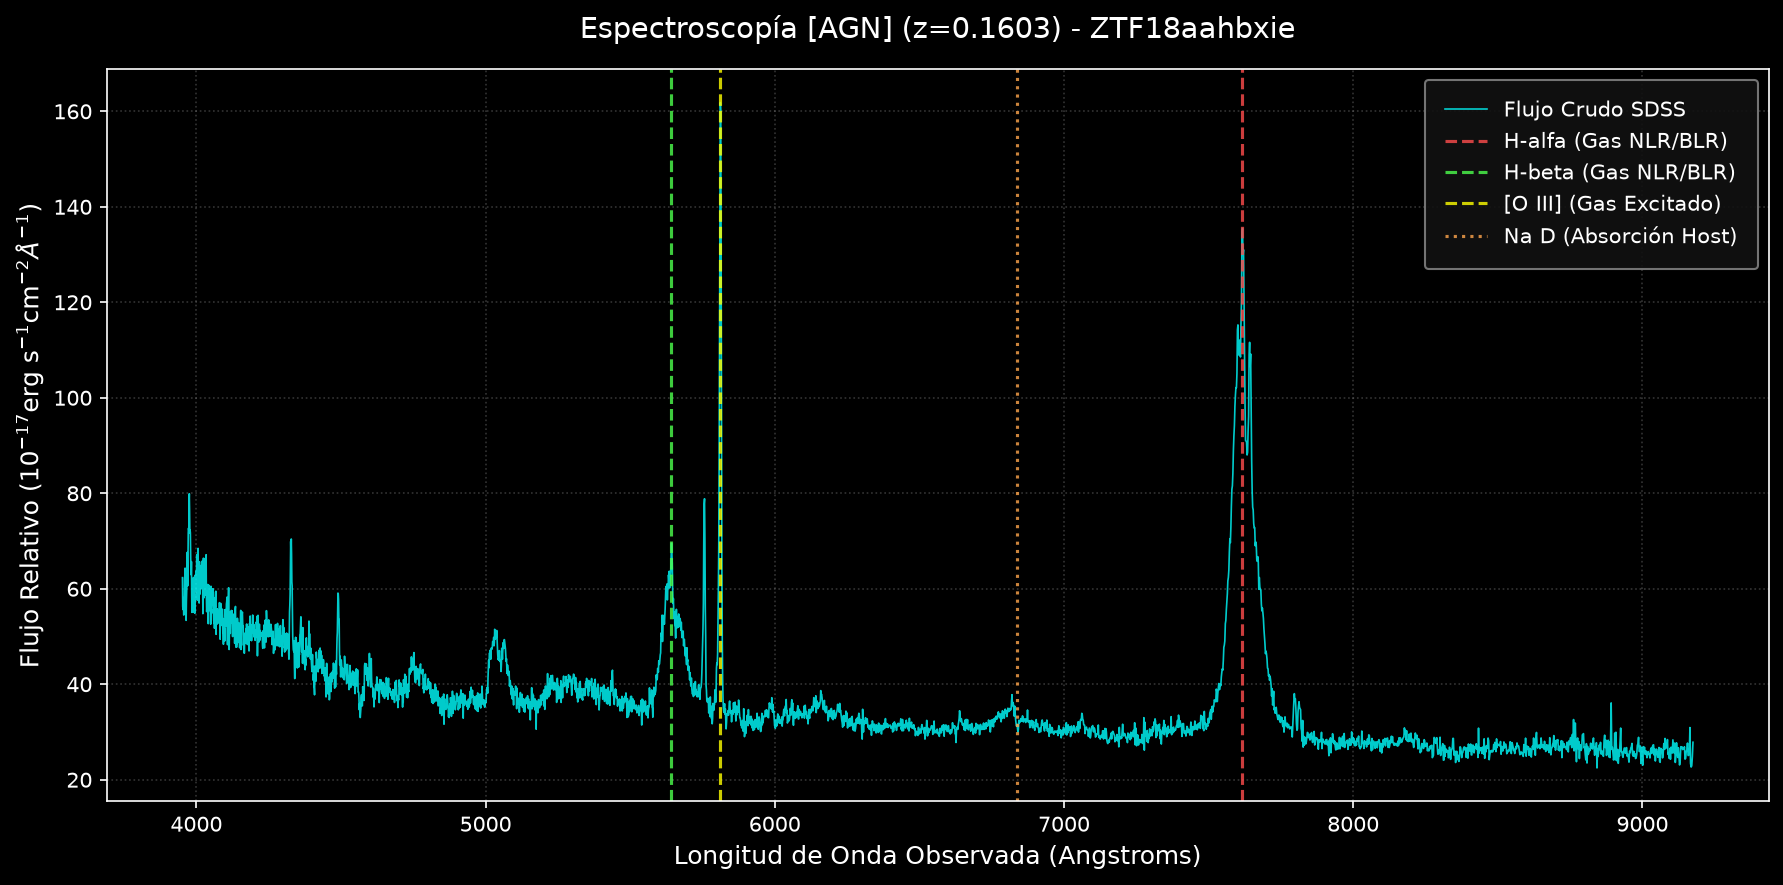 Espectroscopía [AGN] (z=0.1603) - ZTF18aahbxie
Flujo Crudo SDSS
H-alfa (Gas NLR/BLR)
H-beta (Gas NLR/BLR)
[O III] (Gas Excitado)
Na D (Absorción Host)
Flujo Relativo (10⁻¹⁷erg s⁻¹cm⁻²Å⁻¹)
160
140
120
100
80
60
40
20
4000 5000 6000 7000 8000 9000
Longitud de Onda Observada (Angstroms)